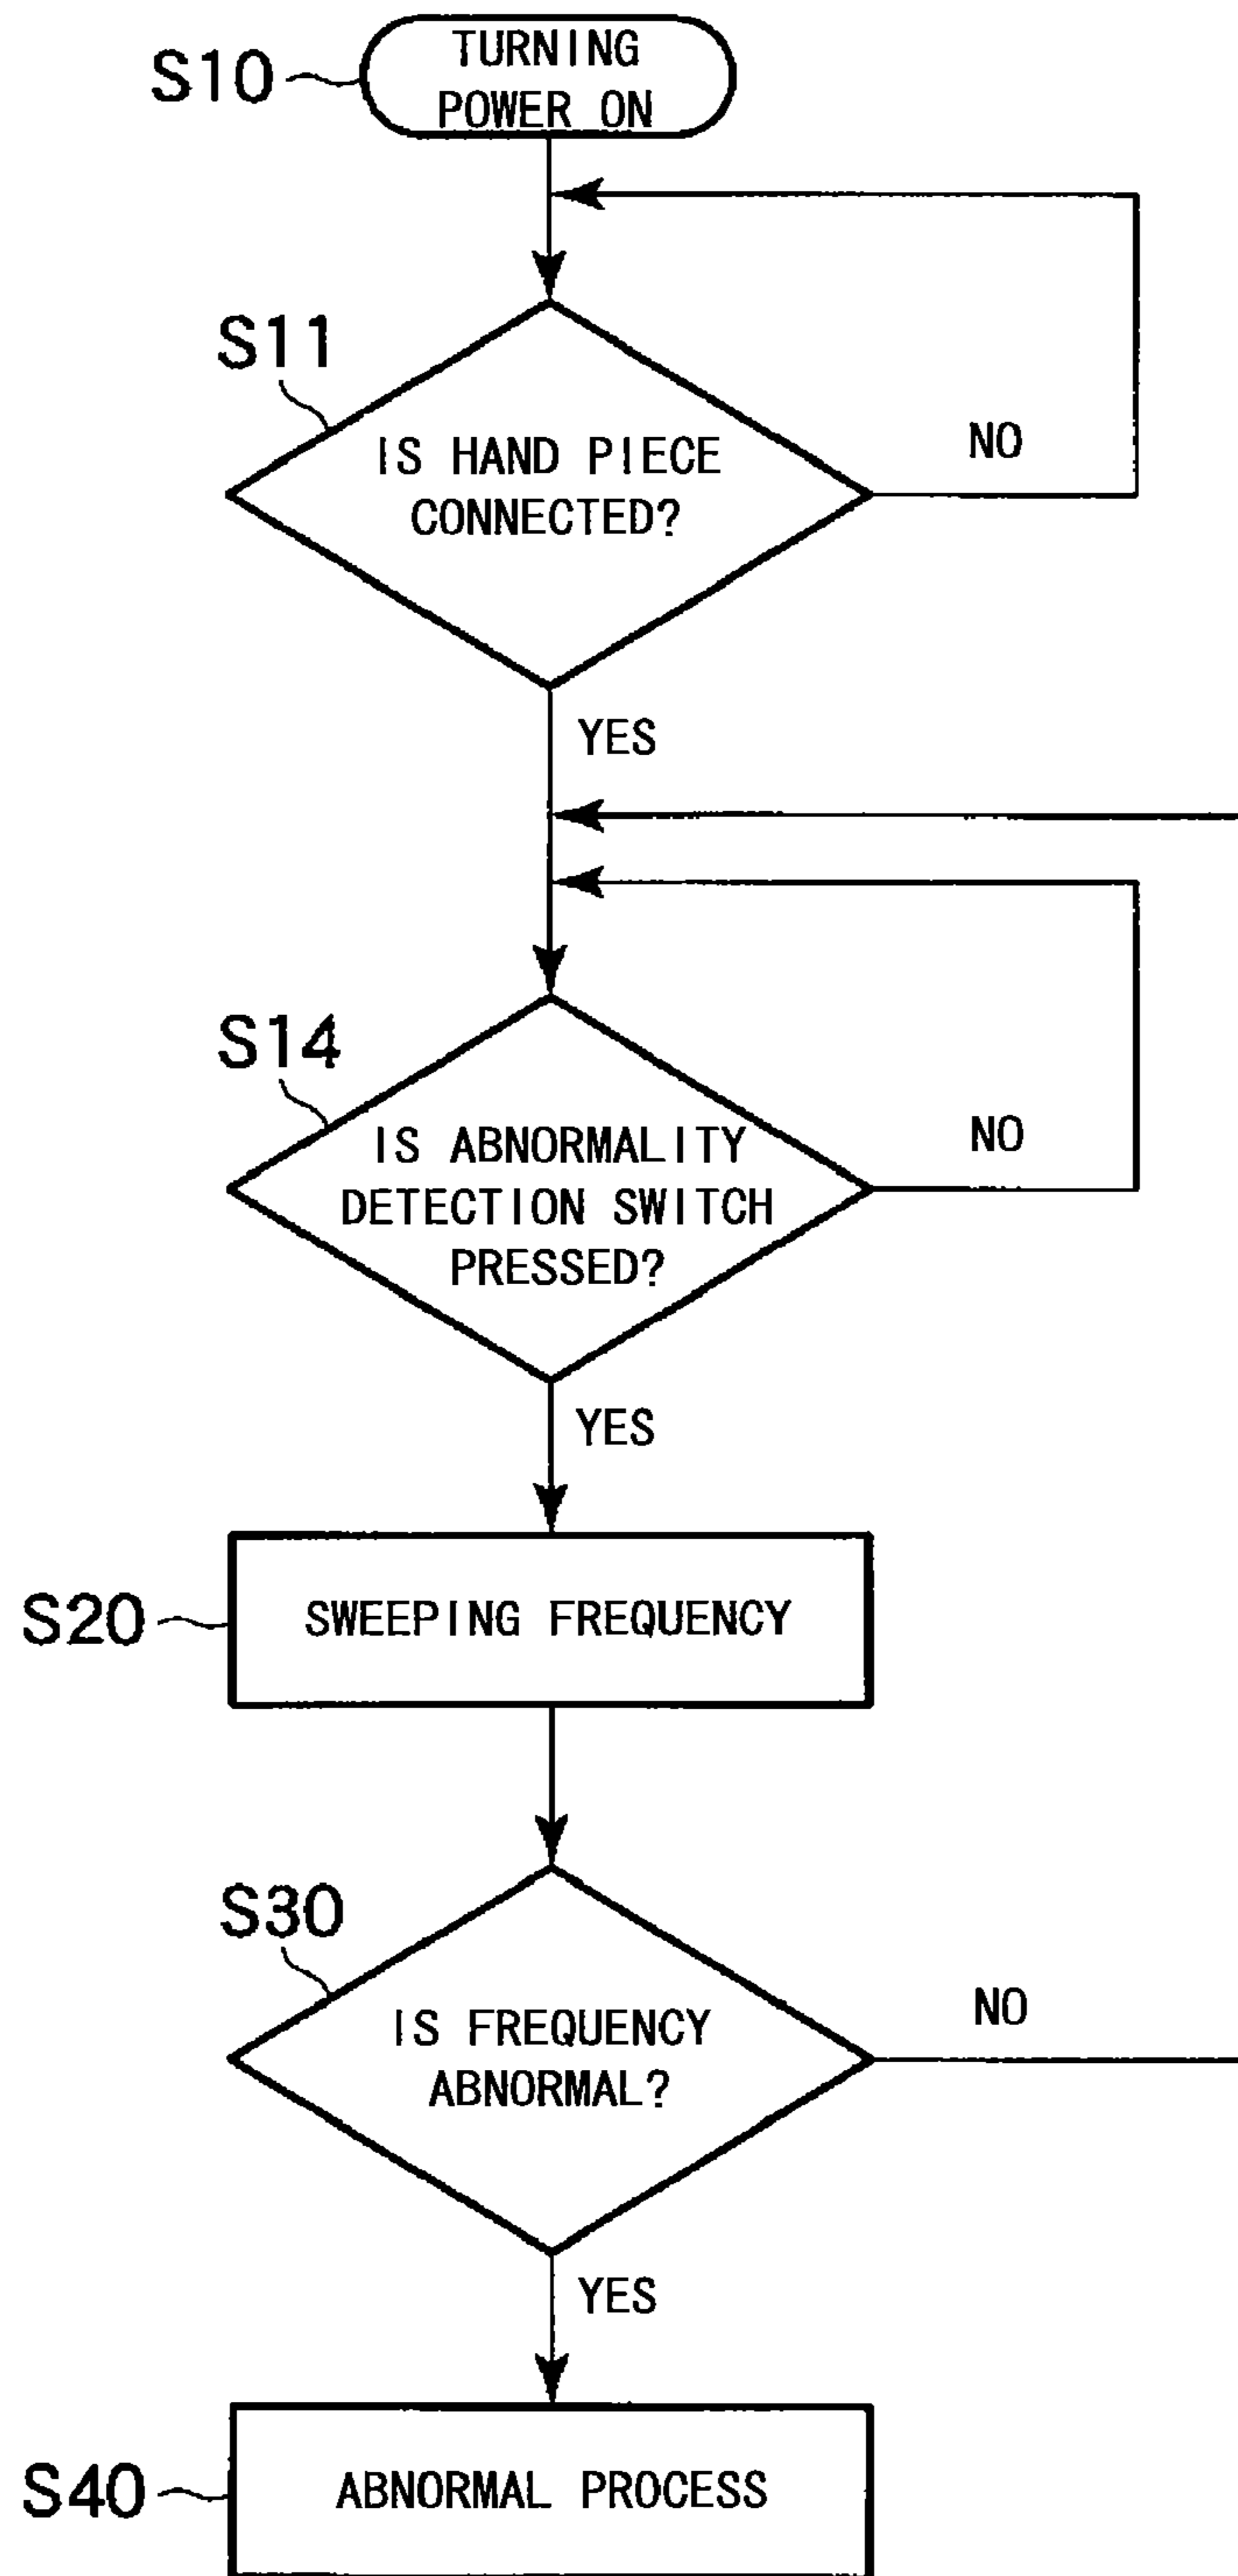 S10
TURNING
POWER ON
S11
IS HAND PIECE
CONNECTED?
NO
YES
S14
IS ABNORMALITY
DETECTION SWITCH
PRESSED?
NO
YES
S20
SWEEPING FREQUENCY
S30
IS FREQUENCY
ABNORMAL?
NO
YES
S40
ABNORMAL PROCESS